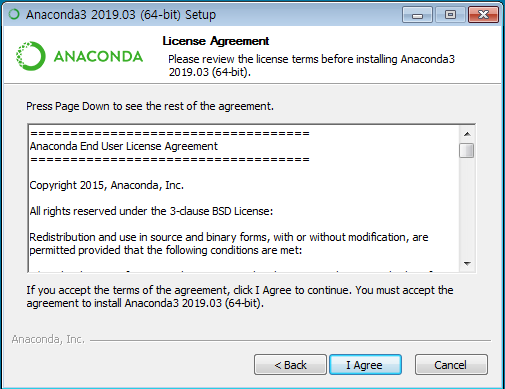 Anaconda3 2019.03 (64-bit) Setup
ANACONDA
License Agreement
Please review the license terms before installing Anaconda3
2019.03 (64-bit).
Press Page Down to see the rest of the agreement.
===================================
Anaconda End User License Agreement
===================================
Copyright 2015, Anaconda, Inc.
All rights reserved under the 3-clause BSD License:
Redistribution and use in source and binary forms, with or without modification, are
permitted provided that the following conditions are met:
If you accept the terms of the agreement, click I Agree to continue. You must accept the
agreement to install Anaconda3 2019.03 (64-bit).
Anaconda, Inc.
< Back
I Agree
Cancel